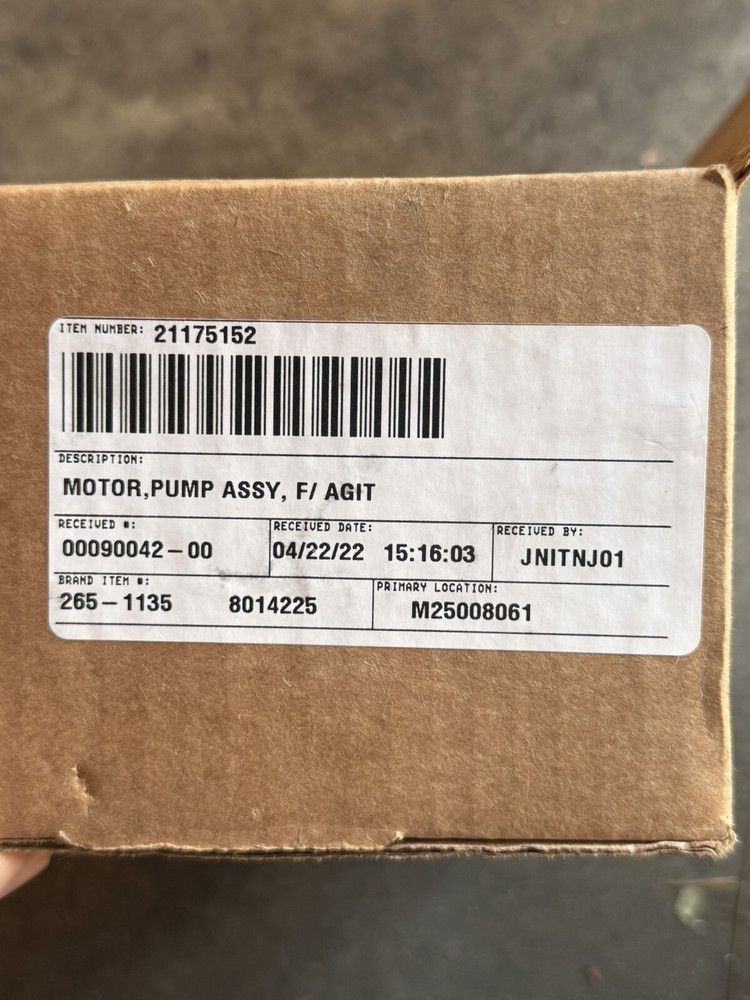 ITEM NUMBER: 21175152
DESCRIPTION:
MOTOR,PUMP ASSY, F/ AGIT
RECEIVED #: RECEIVED DATE: RECEIVED BY:
00090042-00 04/22/22 15:16:03 JNITNJ01
BRAND ITEM #: PRIMARY LOCATION:
265-1135 8014225 M25008061